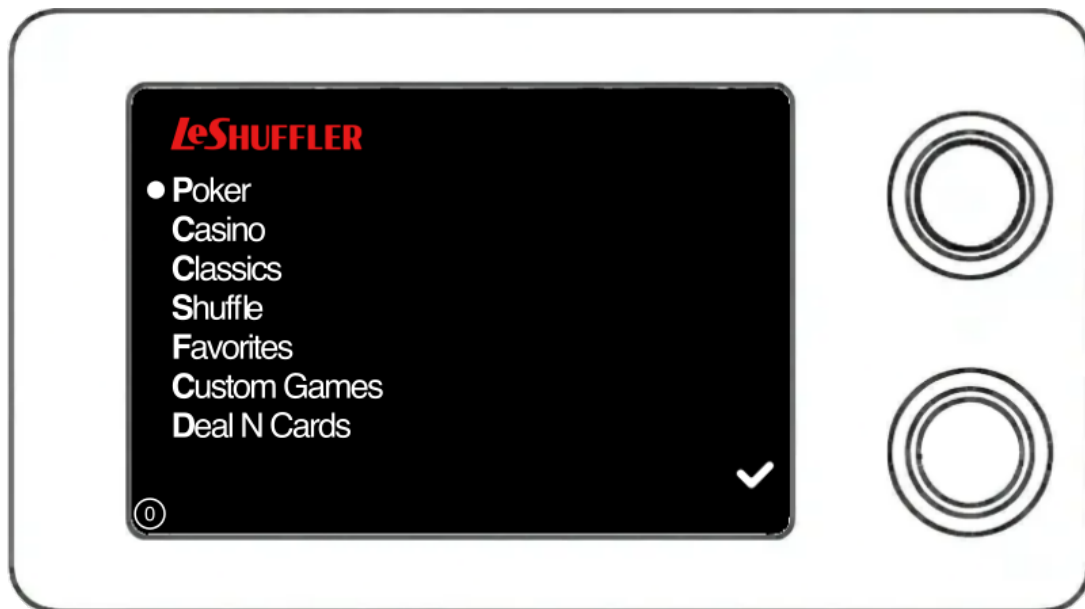 LeSHUFFLER
Poker
Casino
Classics
Shuffle
Favorites
Custom Games
Deal N Cards
0